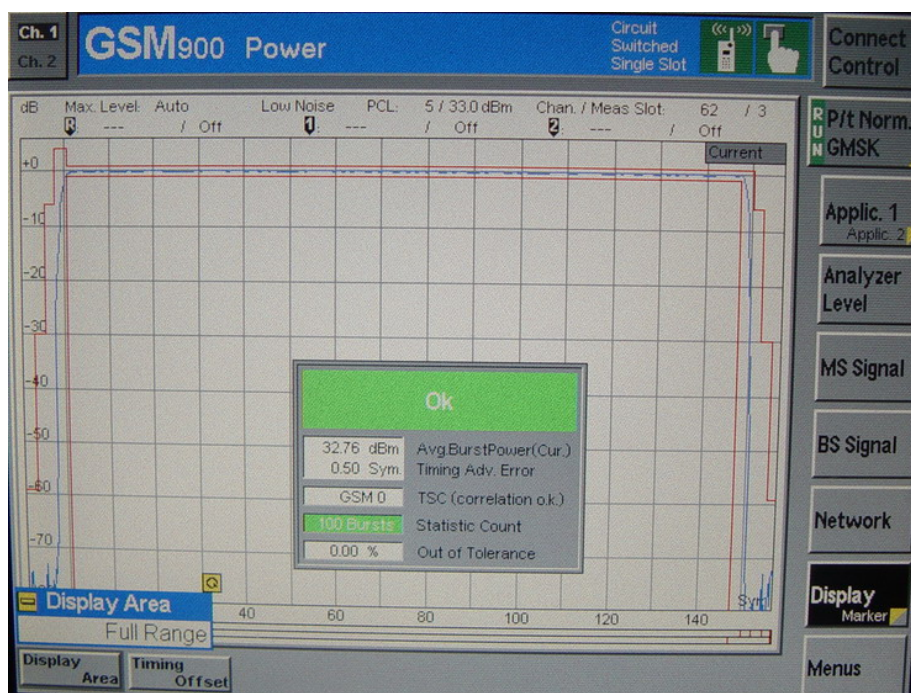 Ch. 1
Ch. 2
GSM900 Power
Circuit
Switched
Single Slot
Connect
Control
dB Max. Level: Auto Low Noise PCL: 5 / 33.0 dBm Chan. / Meas Slot: 62 / 3
R --- / Off 1: --- / Off 2: --- / Off
Current
RUN
P/t Norm.
GMSK
Applic. 1
Applic. 2
Analyzer
Level
MS Signal
BS Signal
Network
Display
Marker
Menus
+0
-10
-20
-30
-40
-50
-60
-70
Ok
32.76 dBm Avg.BurstPower(Cur.)
0.50 Sym. Timing Adv. Error
GSM 0 TSC (correlation o.k.)
100 Bursts Statistic Count
0.00 % Out of Tolerance
40 60 80 100 120 140 Sym
Display Area
Full Range
Display
Area
Timing
Offset